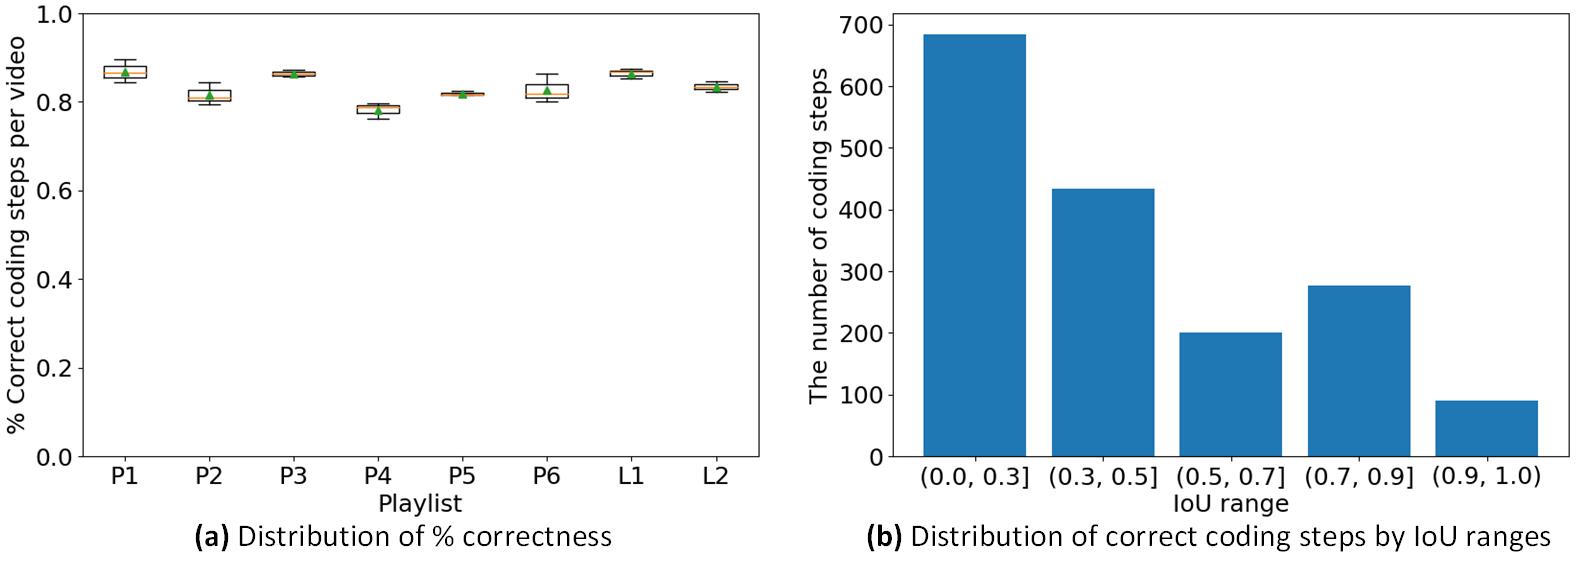 1.0
0.8
0.6
0.4
0.2
0.0
% Correct coding steps per video
P1 P2 P3 P4 P5 P6 L1 L2
Playlist
(a) Distribution of % correctness
700
600
500
400
300
200
100
0
The number of coding steps
(0.0, 0.3] (0.3, 0.5] (0.5, 0.7] (0.7, 0.9] (0.9, 1.0)
IoU range
(b) Distribution of correct coding steps by IoU ranges